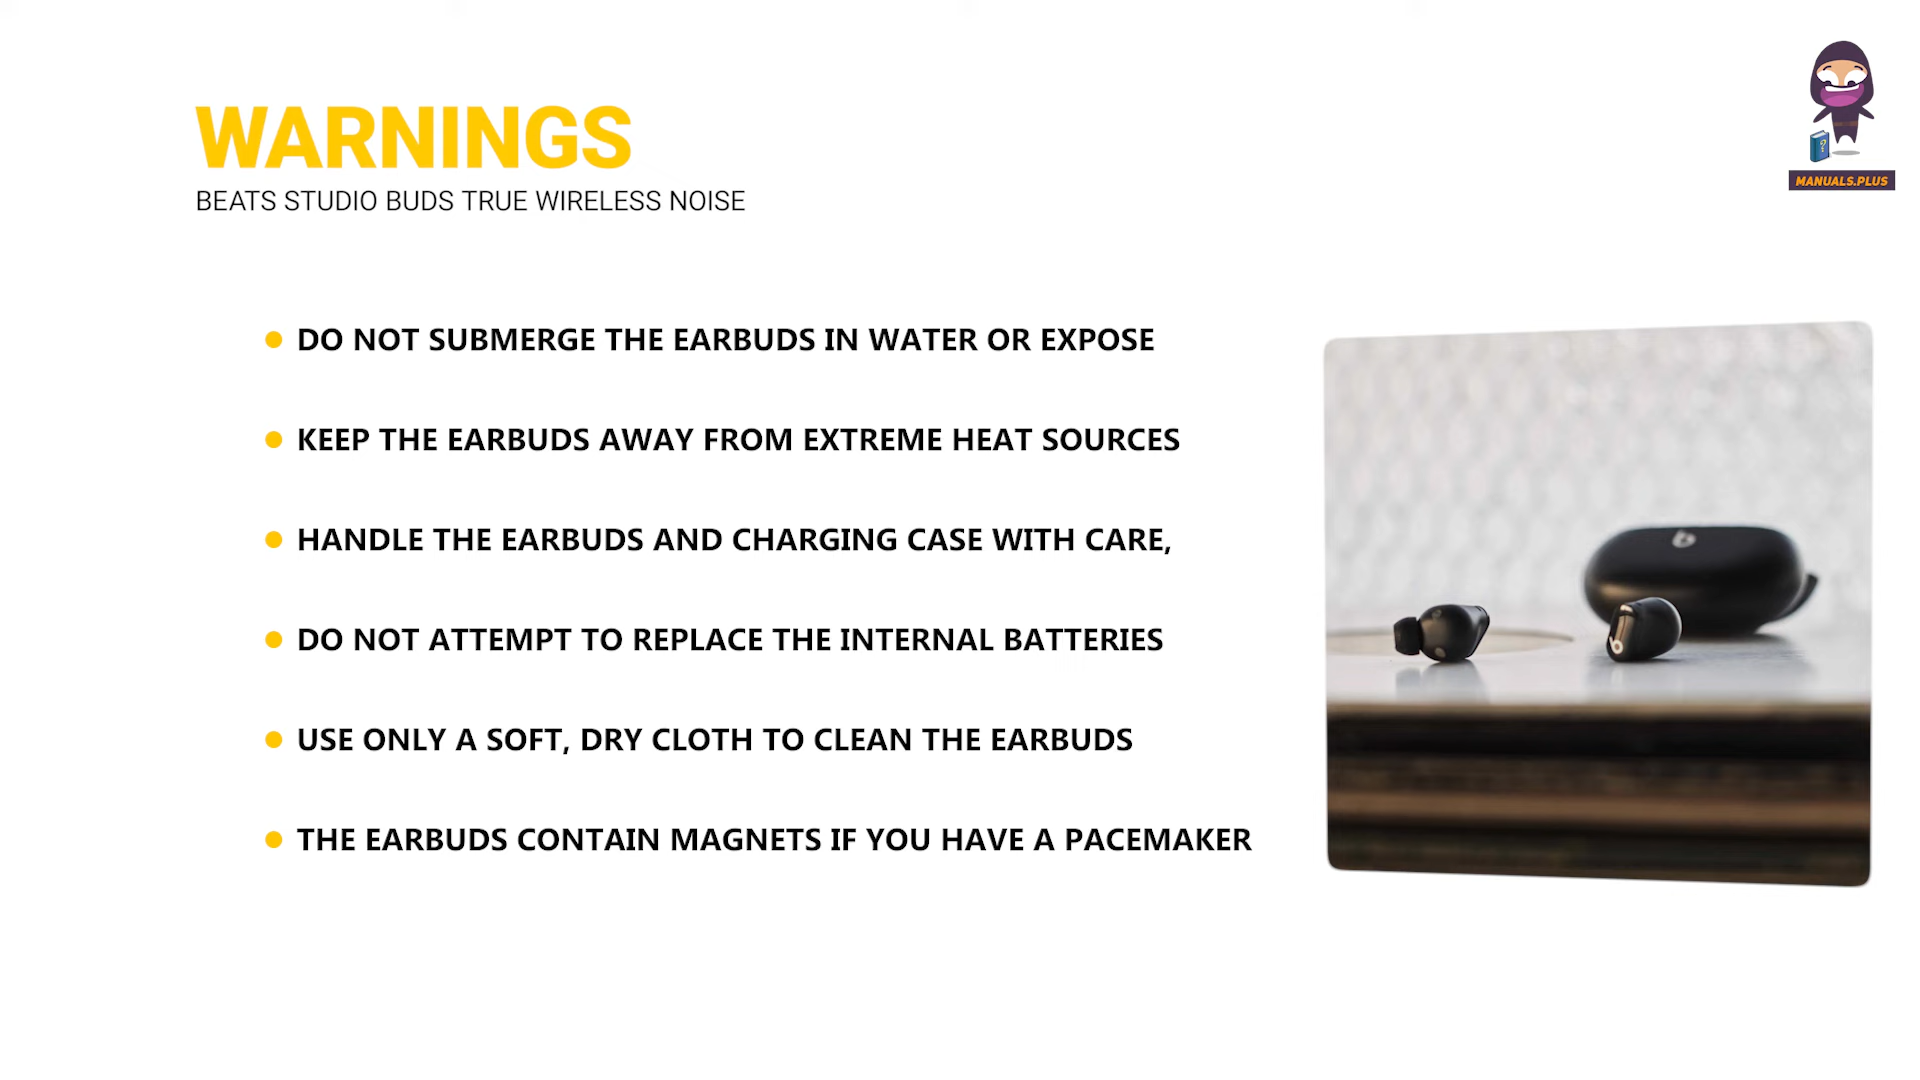 WARNINGS
BEATS STUDIO BUDS TRUE WIRELESS NOISE
MANUALS.PLUS
DO NOT SUBMERGE THE EARBUDS IN WATER OR EXPOSE
KEEP THE EARBUDS AWAY FROM EXTREME HEAT SOURCES
HANDLE THE EARBUDS AND CHARGING CASE WITH CARE,
DO NOT ATTEMPT TO REPLACE THE INTERNAL BATTERIES
USE ONLY A SOFT, DRY CLOTH TO CLEAN THE EARBUDS
THE EARBUDS CONTAIN MAGNETS IF YOU HAVE A PACEMAKER